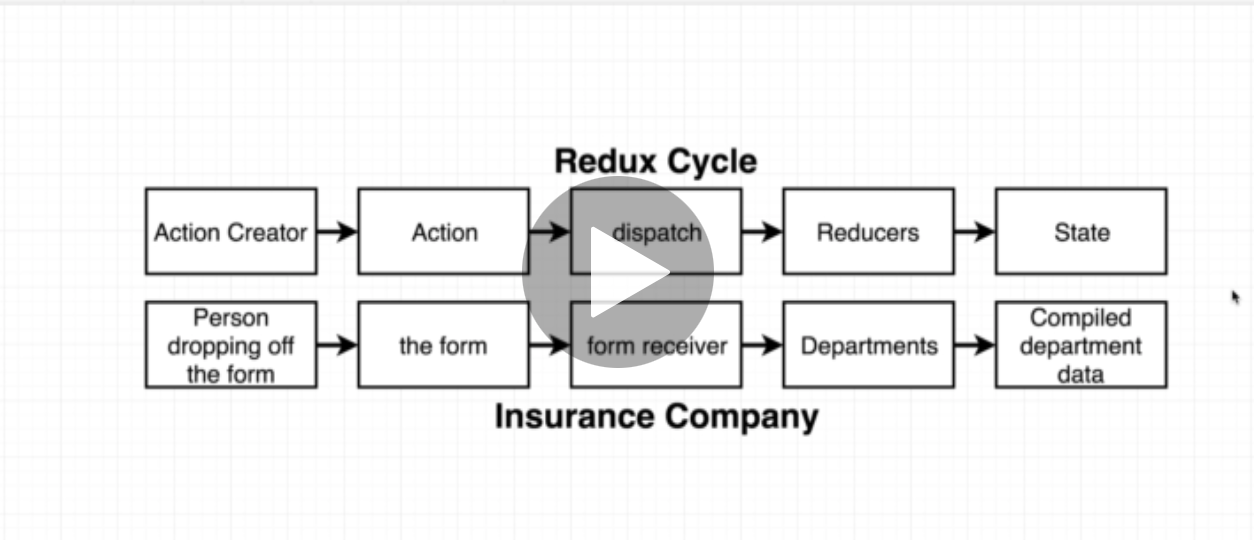 Redux Cycle
Action Creator
Action
dispatch
Reducers
State
Person
dropping off
the form
the form
form receiver
Departments
Compiled
department
data
Insurance Company